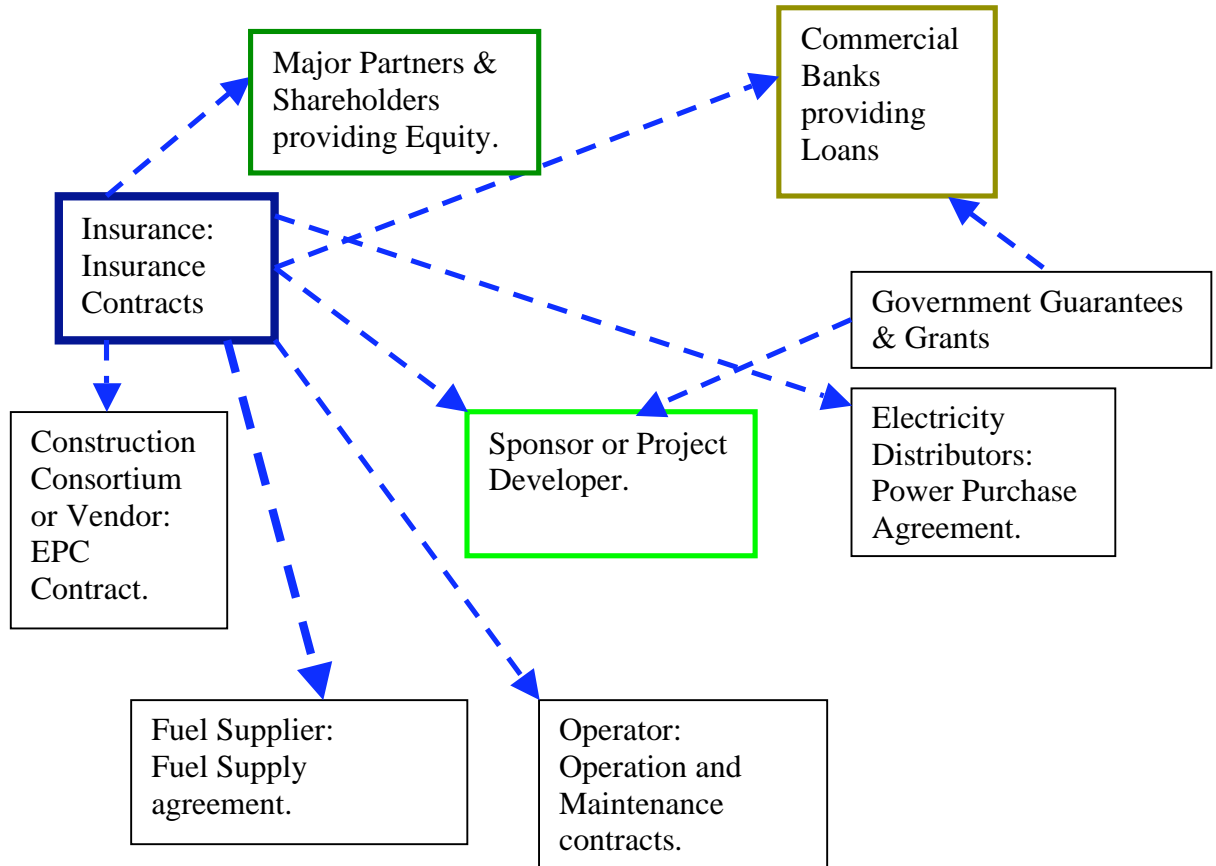 Major Partners &
Shareholders
providing Equity.
Commercial
Banks
providing
Loans
Insurance:
Insurance
Contracts
Government Guarantees
& Grants
Construction
Consortium
or Vendor:
EPC
Contract.
Sponsor or Project
Developer.
Electricity
Distributors:
Power Purchase
Agreement.
Fuel Supplier:
Fuel Supply
agreement.
Operator:
Operation and
Maintenance
contracts.